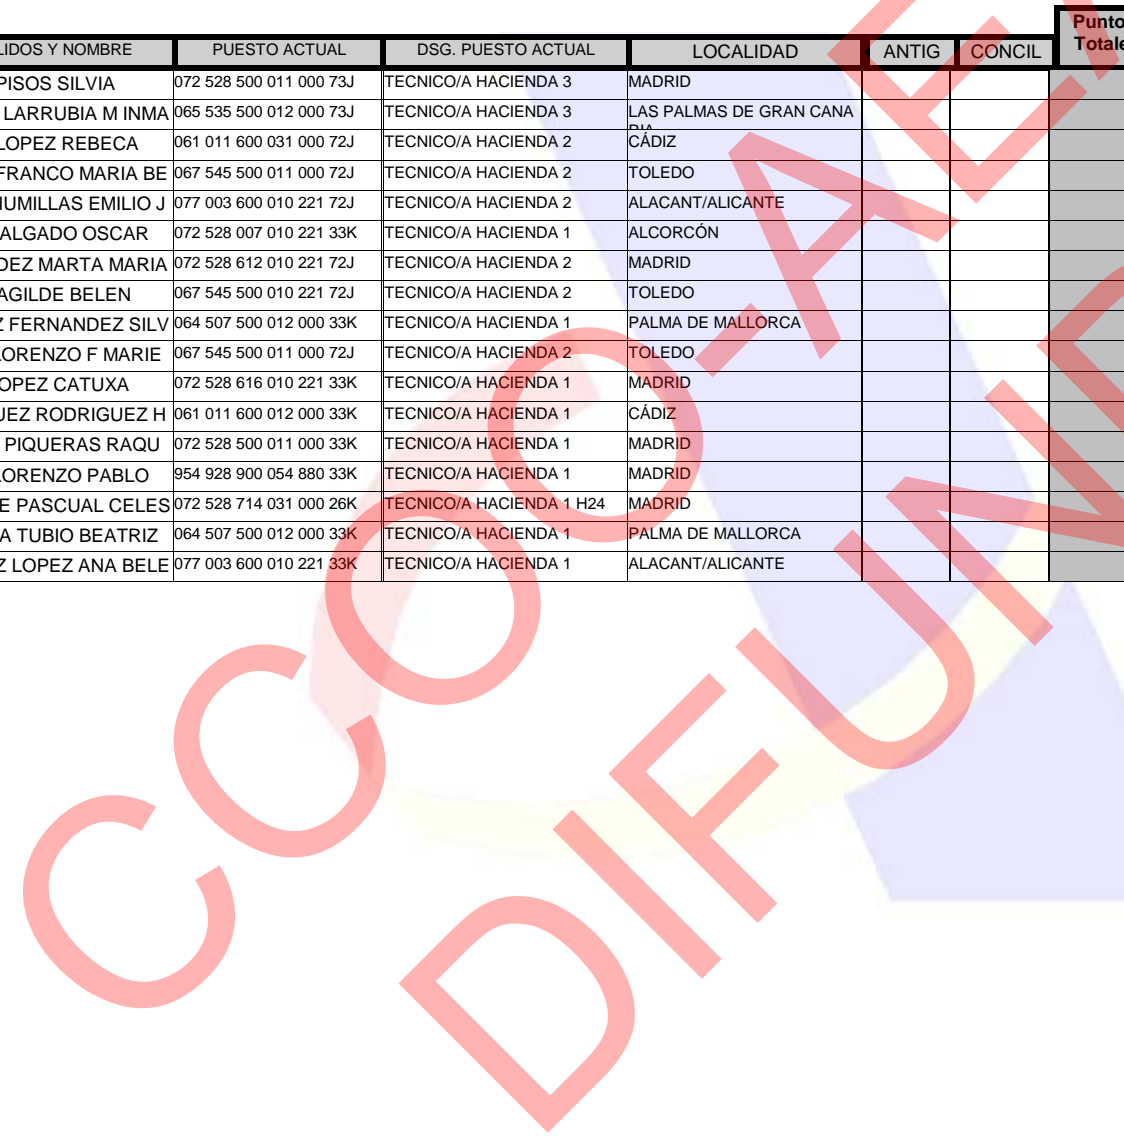 Punto
Totale
LIDOS Y NOMBRE PUESTO ACTUAL DSG. PUESTO ACTUAL LOCALIDAD ANTIG CONCIL
PISOS SILVIA 072 528 500 011 000 73J TECNICO/A HACIENDA 3 MADRID
LARRUBIA M INMA 065 535 500 012 000 73J TECNICO/A HACIENDA 3 LAS PALMAS DE GRAN CANA
LOPEZ REBECA 061 011 600 031 000 72J TECNICO/A HACIENDA 2 CÁDIZ
FRANCO MARIA BE 067 545 500 011 000 72J TECNICO/A HACIENDA 2 TOLEDO
HUMILLAS EMILIO J 077 003 600 010 221 72J TECNICO/A HACIENDA 2 ALACANT/ALICANTE
ALGADO OSCAR 072 528 007 010 221 33K TECNICO/A HACIENDA 1 ALCORCÓN
DEZ MARTA MARIA 072 528 612 010 221 72J TECNICO/A HACIENDA 2 MADRID
AGILDE BELEN 067 545 500 010 221 72J TECNICO/A HACIENDA 2 TOLEDO
Z FERNANDEZ SILV 064 507 500 012 000 33K TECNICO/A HACIENDA 1 PALMA DE MALLORCA
LORENZO F MARIE 067 545 500 011 000 72J TECNICO/A HACIENDA 2 TOLEDO
OPEZ CATUXA 072 528 616 010 221 33K TECNICO/A HACIENDA 1 MADRID
UEZ RODRIGUEZ H 061 011 600 012 000 33K TECNICO/A HACIENDA 1 CÁDIZ
PIQUERAS RAQU 072 528 500 011 000 33K TECNICO/A HACIENDA 1 MADRID
LORENZO PABLO 954 928 900 054 880 33K TECNICO/A HACIENDA 1 MADRID
E PASCUAL CELES 072 528 714 031 000 26K TECNICO/A HACIENDA 1 H24 MADRID
A TUBIO BEATRIZ 064 507 500 012 000 33K TECNICO/A HACIENDA 1 PALMA DE MALLORCA
Z LOPEZ ANA BELE 077 003 600 010 221 33K TECNICO/A HACIENDA 1 ALACANT/ALICANTE
CCOO-AE
DIFUND